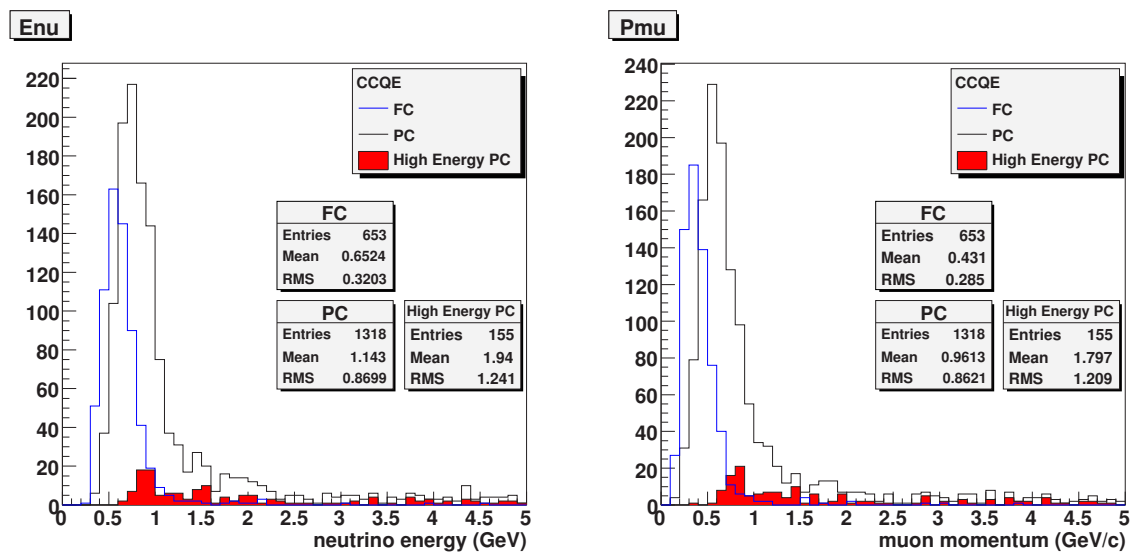 Enu
220
200
180
160
140
120
100
80
60
40
20
0
0 0.5 1 1.5 2 2.5 3 3.5 4 4.5 5
neutrino energy (GeV)
CCQE
FC
PC
High Energy PC
FC
Entries 653
Mean 0.6524
RMS 0.3203
PC
Entries 1318
Mean 1.143
RMS 0.8699
High Energy PC
Entries 155
Mean 1.94
RMS 1.241
Pmu
240
220
200
180
160
140
120
100
80
60
40
20
0
0 0.5 1 1.5 2 2.5 3 3.5 4 4.5 5
muon momentum (GeV/c)
CCQE
FC
PC
High Energy PC
FC
Entries 653
Mean 0.431
RMS 0.285
PC
Entries 1318
Mean 0.9613
RMS 0.8621
High Energy PC
Entries 155
Mean 1.797
RMS 1.209